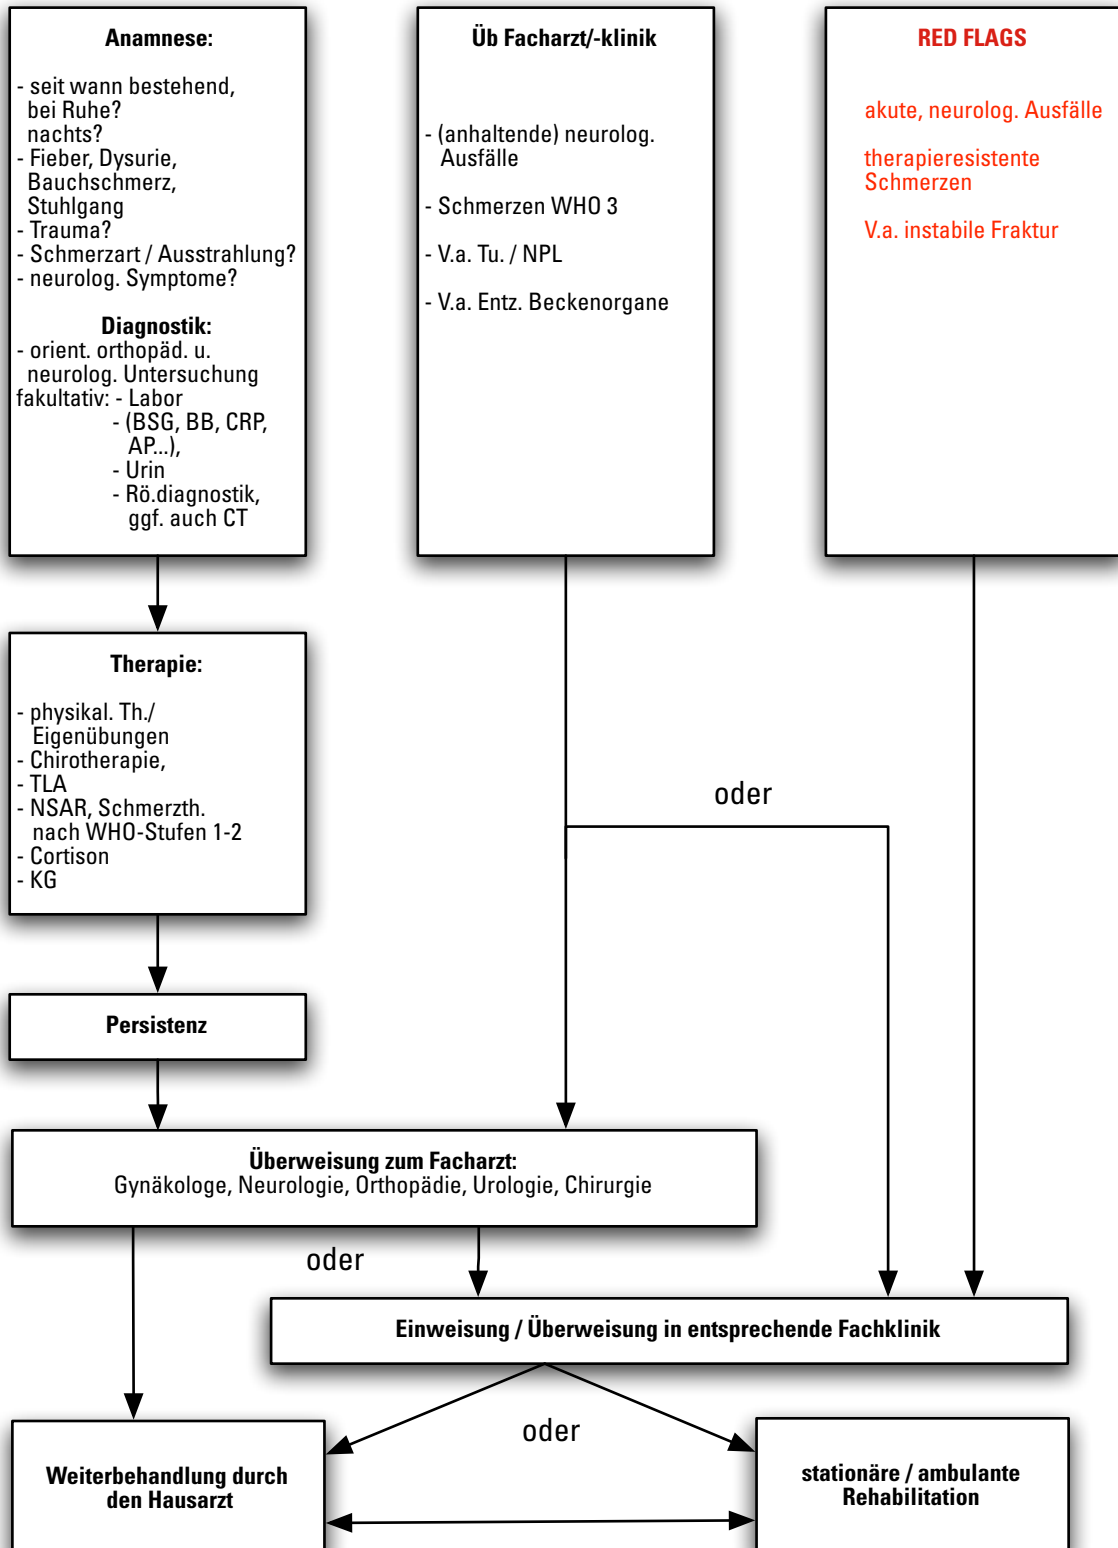 Anamnese:
- seit wann bestehend,
bei Ruhe?
nachts?
- Fieber, Dysurie,
Bauchschmerz,
Stuhlgang
- Trauma?
- Schmerzart / Ausstrahlung?
- neurolog. Symptome?
Diagnostik:
- orient. orthopäd. u.
neurolog. Untersuchung
fakultativ: - Labor
- (BSG, BB, CRP,
AP...),
- Urin
- Rö.diagnostik,
ggf. auch CT
Üb Facharzt/-klinik
- (anhaltende) neurolog.
Ausfälle
- Schmerzen WHO 3
- V.a. Tu. / NPL
- V.a. Entz. Beckenorgane
RED FLAGS
akute, neurolog. Ausfälle
therapieresistente
Schmerzen
V.a. instabile Fraktur
Therapie:
- physikal. Th./
Eigenübungen
- Chirotherapie,
- TLA
- NSAR, Schmerzth.
nach WHO-Stufen 1-2
- Cortison
- KG
oder
Persistenz
Überweisung zum Facharzt:
Gynäkologe, Neurologie, Orthopädie, Urologie, Chirurgie
oder
Einweisung / Überweisung in entsprechende Fachklinik
oder
Weiterbehandlung durch
den Hausarzt
stationäre / ambulante
Rehabilitation